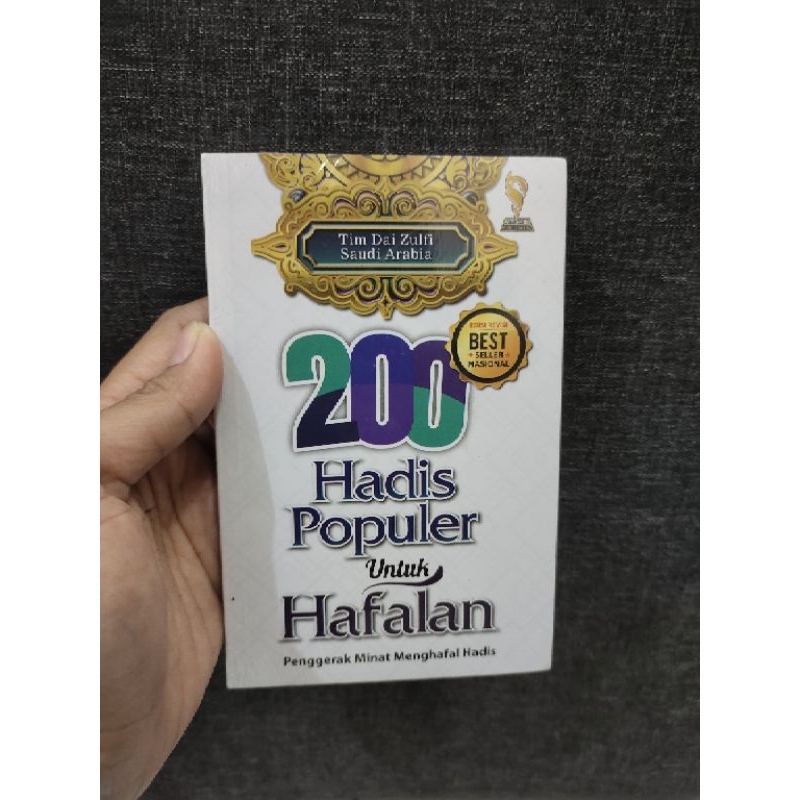 Tim Dai Zulfi
Saudi Arabia
BEST
SELLER
NASIONAL
200
Hadis
Populer
Untuk
Hafalan
Penggerak Minat Menghafal Hadis